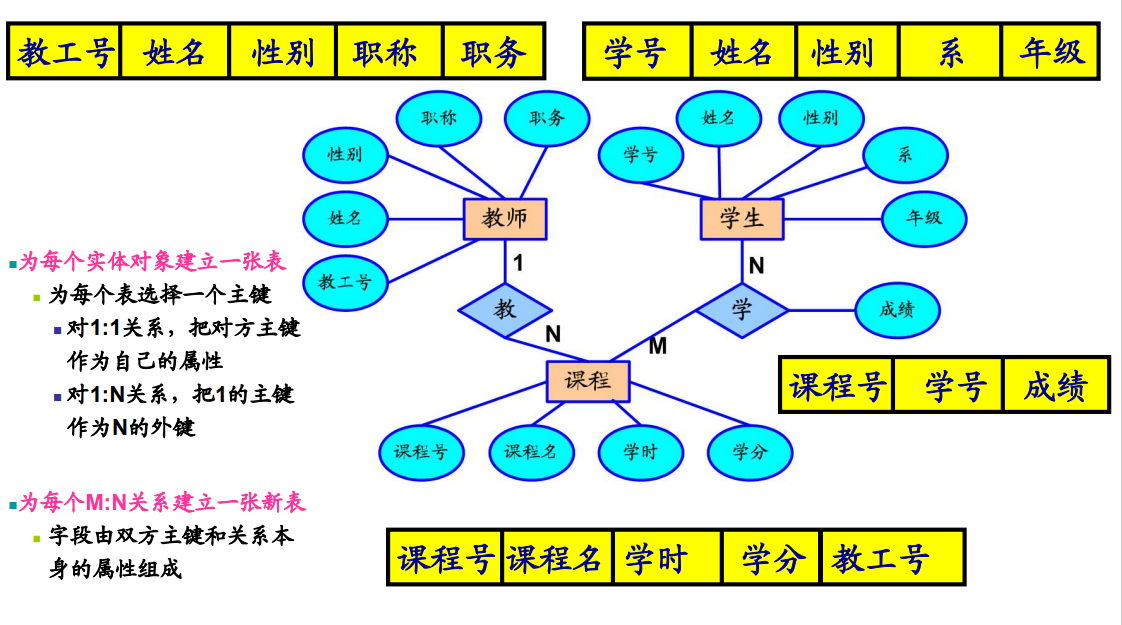 教工号 姓名 性别 职称 职务
学号 姓名 性别 系 年级
职称 职务
性别
姓名
教工号
教师
1
教
N
姓名 性别
学号 系
年级
学生
N
学
成绩
M
课程
课程号 课程名 学时 学分
为每个实体对象建立一张表
为每个表选择一个主键
对1:1关系，把对方主键
作为自己的属性
对1:N关系，把1的主键
作为N的外键
课程号 学号 成绩
为每个M:N关系建立一张新表
字段由双方主键和关系本
身的属性组成
课程号 课程名 学时 学分 教工号